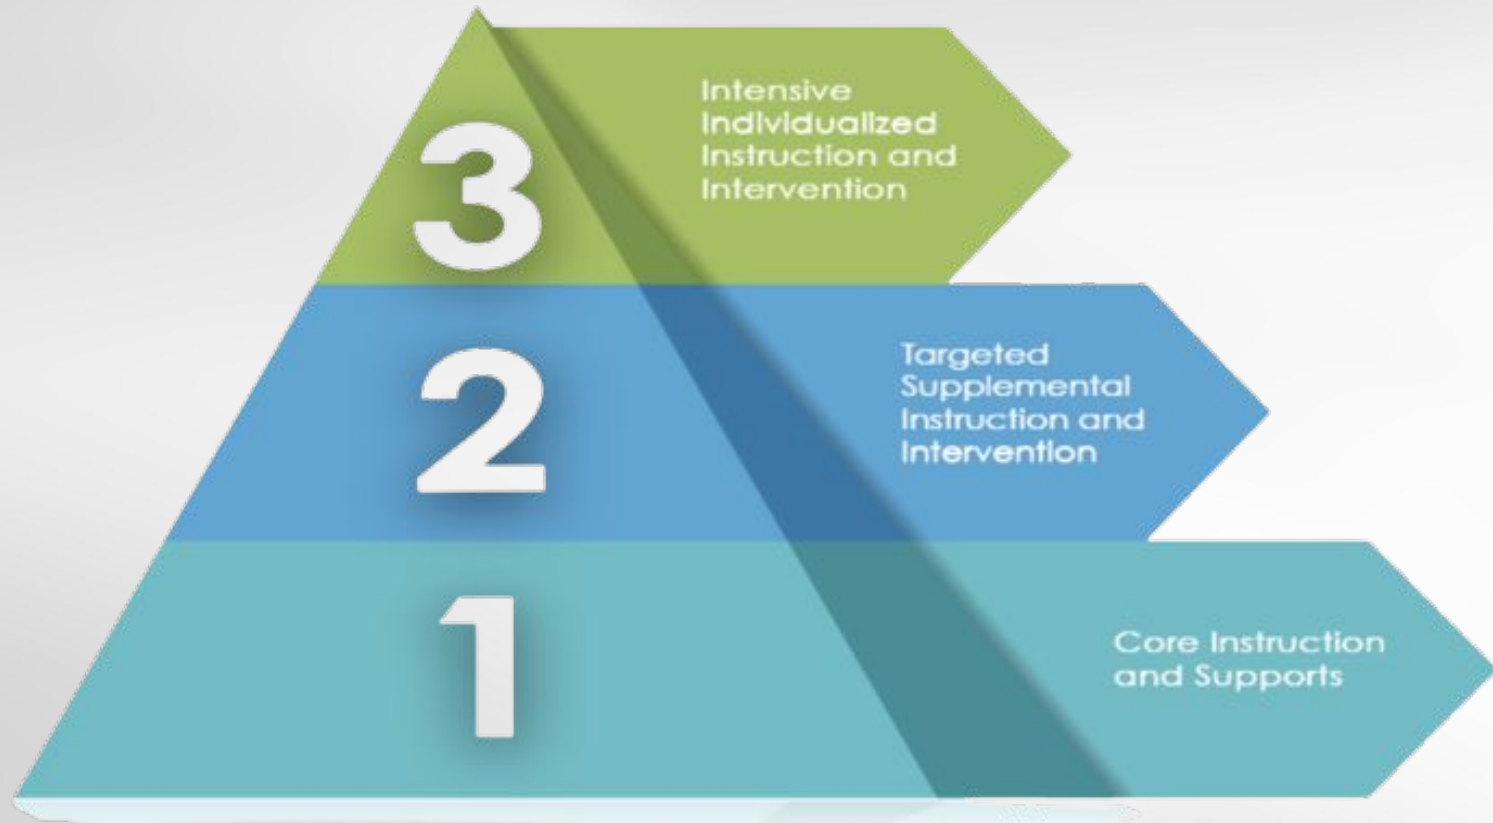 3
Intensive
Individualized
Instruction and
Intervention
2
Targeted
Supplemental
Instruction and
Intervention
1
Core Instruction
and Supports